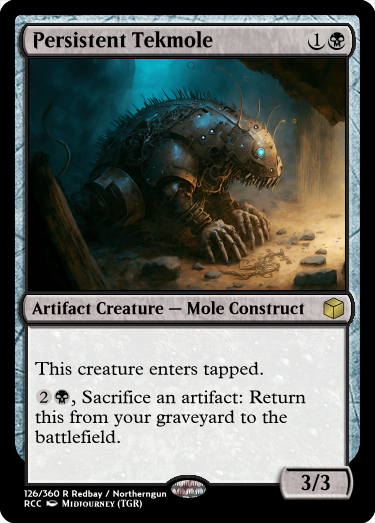 Persistent Tekmole 1
Artifact Creature — Mole Construct
This creature enters tapped.
2, Sacrifice an artifact: Return
this from your graveyard to the
battlefield.
3/3
126/360 R Redbay / Northerngun
RCC Midjourney (TGR)